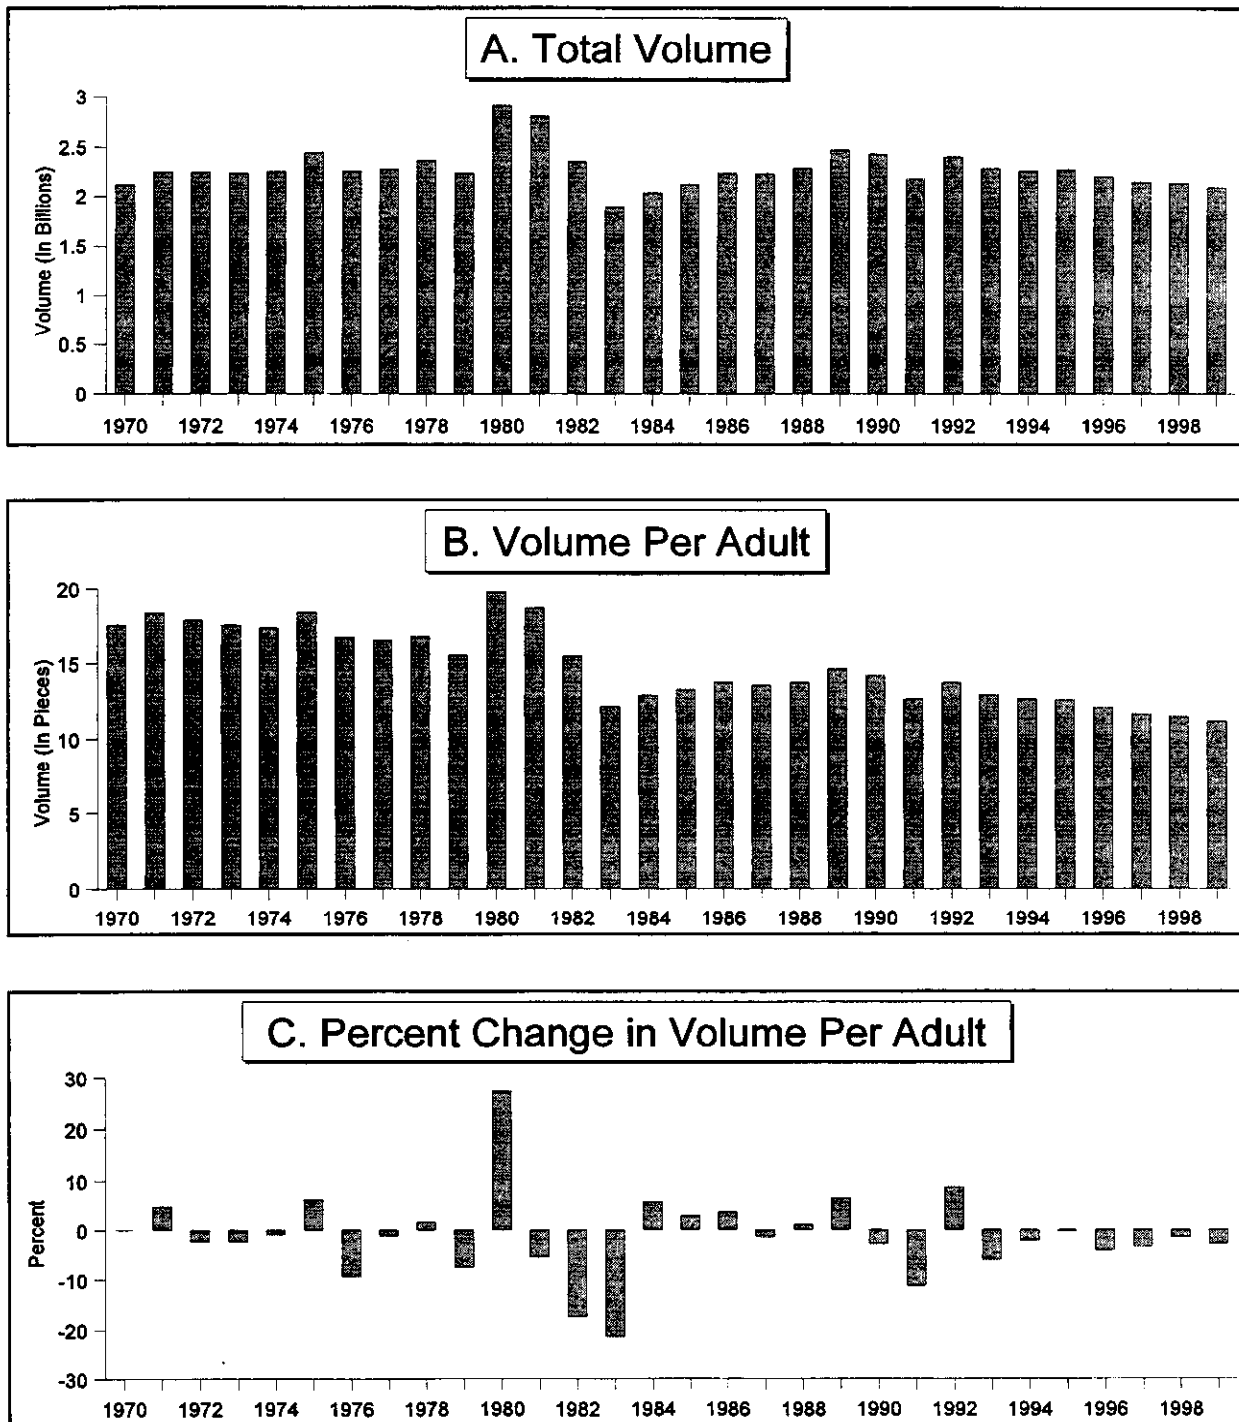 A. Total Volume
3
2.5
2
1.5
1
0.5
0
Volume (In Billions)
1970 1972 1974 1976 1978 1980 1982 1984 1986 1988 1990 1992 1994 1996 1998
B. Volume Per Adult
20
15
10
5
0
Volume (In Pieces)
1970 1972 1974 1976 1978 1980 1982 1984 1986 1988 1990 1992 1994 1996 1998
C. Percent Change in Volume Per Adult
30
20
10
0
-10
-20
-30
Percent
1970 1972 1974 1976 1978 1980 1982 1984 1986 1988 1990 1992 1994 1996 1998